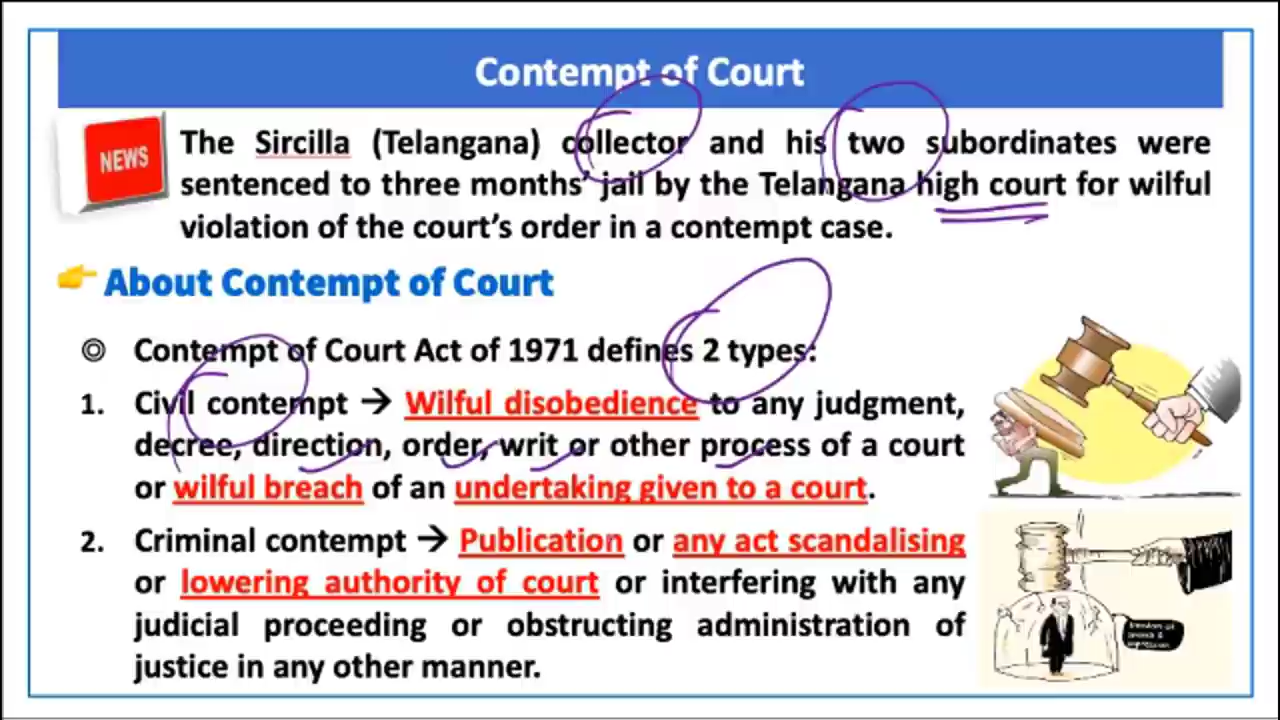 Contempt of Court
NEWS
The Sircilla (Telangana) collector and his two subordinates were
sentenced to three months' jail by the Telangana high court for wilful
violation of the court's order in a contempt case.
About Contempt of Court
Contempt of Court Act of 1971 defines 2 types:
1. Civil contempt → Wilful disobedience to any judgment,
decree, direction, order, writ or other process of a court
or wilful breach of an undertaking given to a court.
2. Criminal contempt → Publication or any act scandalising
or lowering authority of court or interfering with any
judicial proceeding or obstructing administration of
justice in any other manner.
freedom of
speech &
expression